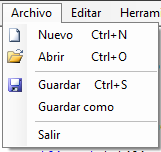 Archivo Editar
Nuevo Ctrl+N
Abrir Ctrl+O
Guardar Ctrl+S
Guardar como
Salir